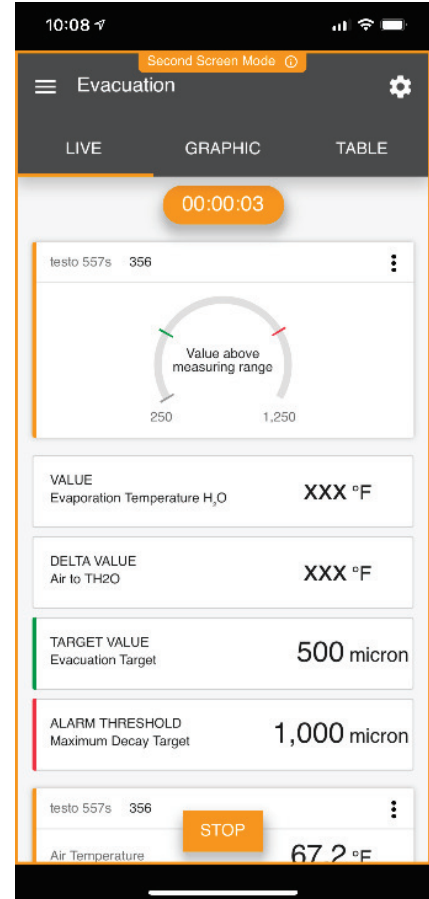 10:08
Second Screen Mode
Evacuation
LIVE GRAPHIC TABLE
00:00:03
testo 557s 356
Value above
measuring range
250 1,250
VALUE
Evaporation Temperature H₂O XXX °F
DELTA VALUE
Air to TH2O XXX °F
TARGET VALUE
Evacuation Target 500 micron
ALARM THRESHOLD
Maximum Decay Target 1,000 micron
testo 557s 356
STOP
Air Temperature 67.2 °F